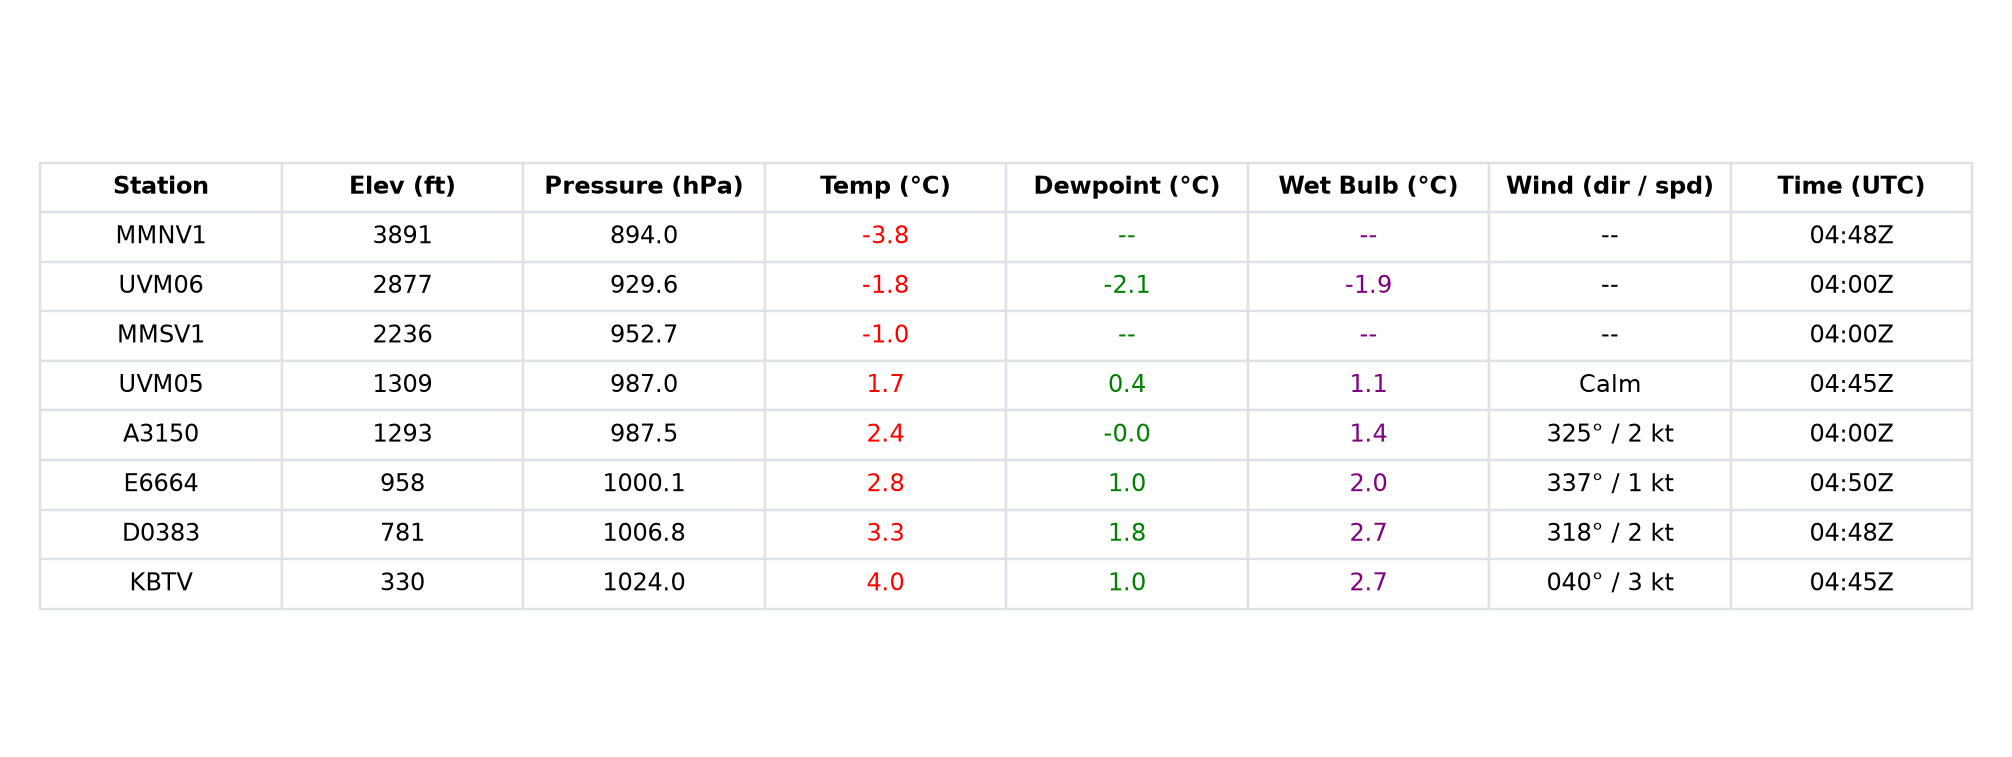 Station Elev (ft) Pressure (hPa) Temp (°C) Dewpoint (°C) Wet Bulb (°C) Wind (dir / spd) Time (UTC)
MMNV1 3891 894.0 -3.8 -- -- -- 04:48Z
UVM06 2877 929.6 -1.8 -2.1 -1.9 -- 04:00Z
MMSV1 2236 952.7 -1.0 -- -- -- 04:00Z
UVM05 1309 987.0 1.7 0.4 1.1 Calm 04:45Z
A3150 1293 987.5 2.4 -0.0 1.4 325° / 2 kt 04:00Z
E6664 958 1000.1 2.8 1.0 2.0 337° / 1 kt 04:50Z
D0383 781 1006.8 3.3 1.8 2.7 318° / 2 kt 04:48Z
KBTV 330 1024.0 4.0 1.0 2.7 040° / 3 kt 04:45Z